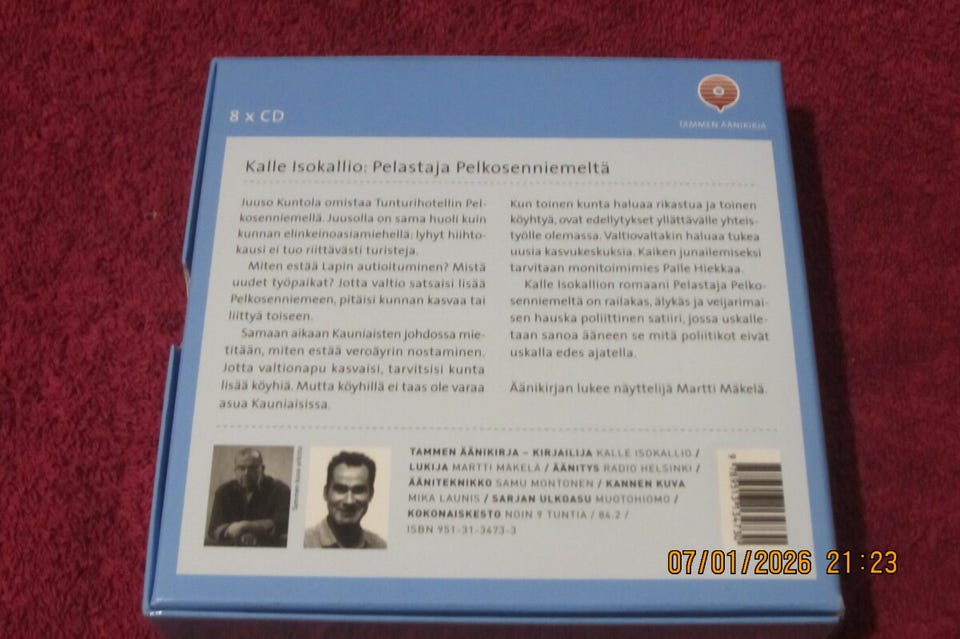 8 x CD
TAMMEN ÄÄNIKIRJA
Kalle Isokallio: Pelastaja Pelkosenniemeltä
Juuso Kuntola omistaa Tunturihotellin Pel-
kosenniemellä. Juusolla on sama huoli kuin
kunnan elinkeinoasiamiehellä: lyhyt hiihto-
kausi ei tuo riittävästi turisteja.
Miten estää Lapin autioituminen? Mistä
uudet työpaikat? Jotta valtio satsaisi lisää
Pelkosenniemeen, pitäisi kunnan kasvaa tai
liittyä toiseen.
Samaan aikaan Kauniaisten johdossa mie-
titään, miten estää veroäyrin nostaminen.
Jotta valtionapu kasvaisi, tarvitsisi kunta
lisää köyhiä. Mutta köyhillä ei taas ole varaa
asua Kauniaisissa.
Kun toinen kunta haluaa rikastua ja toinen
köyhtyä, ovat edellytykset yllättävälle yhteis-
työlle olemassa. Valtiovaltakin haluaa tukea
uusia kasvukeskuksia. Kaiken junailemiseksi
tarvitaan monitoimimies Palle Hiekkaa.
Kalle Isokallion romaani Pelastaja Pelko-
senniemeltä on railakas, älykäs ja veijarimai-
sen hauska poliittinen satiiri, jossa uskalle-
taan sanoa ääneen se mitä poliitikot eivät
uskalla edes ajatella.
Äänikirjan lukee näyttelijä Martti Mäkelä.
TAMMEN ÄÄNIKIRJA – KIRJAILIJA KALLE ISOKALLIO /
LUKIJA MARTTI MÄKELÄ / ÄÄNITYS RADIO HELSINKI /
ÄÄNITEKNIKKO SAMU MONTONEN / KANNEN KUVA
MIKA LAUNIS / SARJAN ULKOASU MUOTOHIOMO /
KOKONAISKESTO NOIN 9 TUNTIA / 84.2 /
ISBN 951-31-3473-3
07/01/2026 21:23